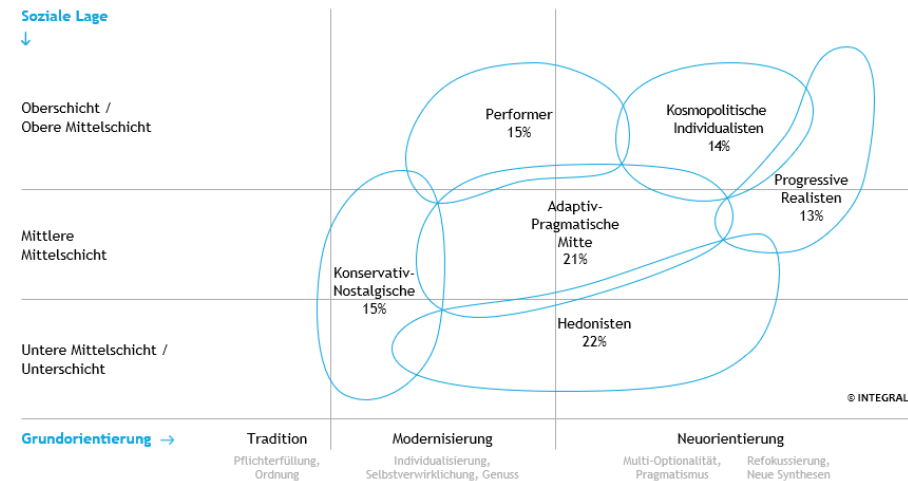 Soziale Lage
↓
Oberschicht /
Obere Mittelschicht
Performer
15%
Kosmopolitische
Individualisten
14%
Progressive
Realisten
13%
Mittlere
Mittelschicht
Adaptiv-
Pragmatische
Mitte
21%
Konservativ-
Nostalgische
15%
Untere Mittelschicht /
Unterschicht
Hedonisten
22%
© INTEGRAL
Grundorientierung →
Tradition
Pflichterfüllung,
Ordnung
Modernisierung
Individualisierung,
Selbstverwirklichung, Genuss
Neuorientierung
Multi-Optionalität,
Pragmatismus
Refokussierung,
Neue Synthesen